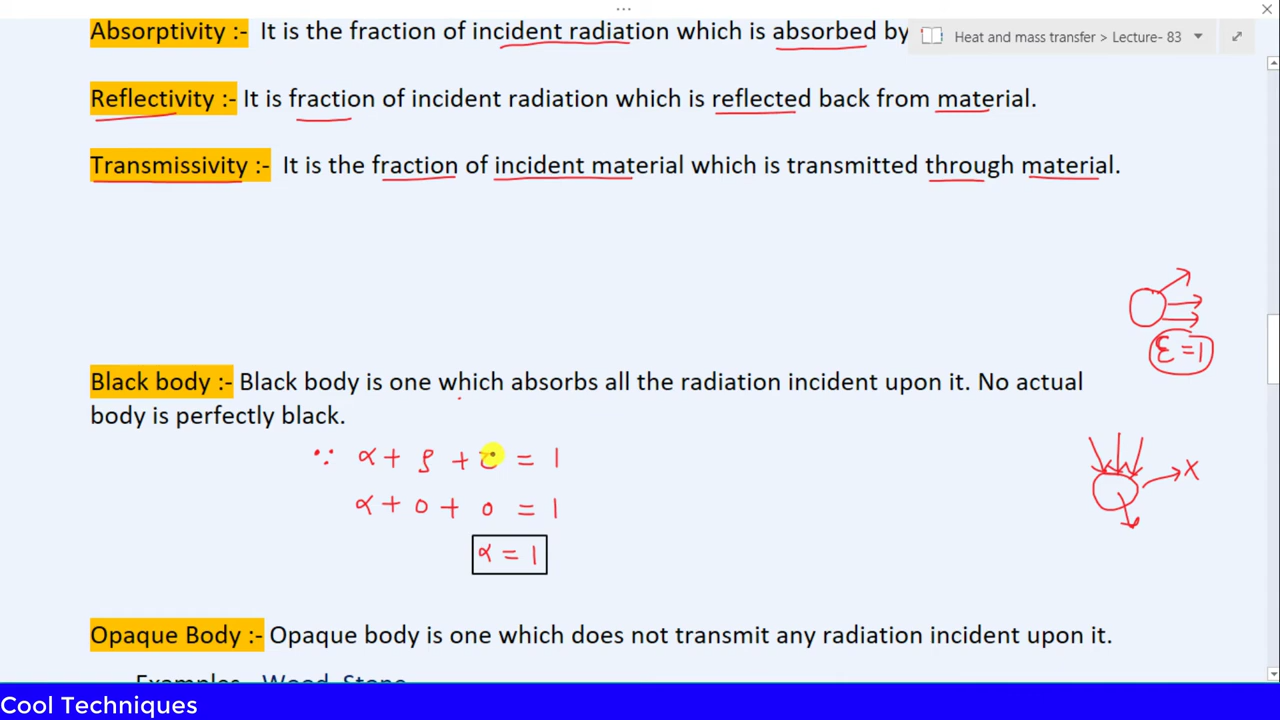 Absorptivity :- It is the fraction of incident radiation which is absorbed by
Heat and mass transfer > Lecture- 83
Reflectivity :- It is fraction of incident radiation which is reflected back from material.
Transmissivity :- It is the fraction of incident material which is transmitted through material.
ε = 1
Black body :- Black body is one which absorbs all the radiation incident upon it. No actual
body is perfectly black.
∵ α + ρ + τ = 1
x
α + 0 + 0 = 1
α = 1
Opaque Body :- Opaque body is one which does not transmit any radiation incident upon it.
Examples - Wood, Stone
Cool Techniques